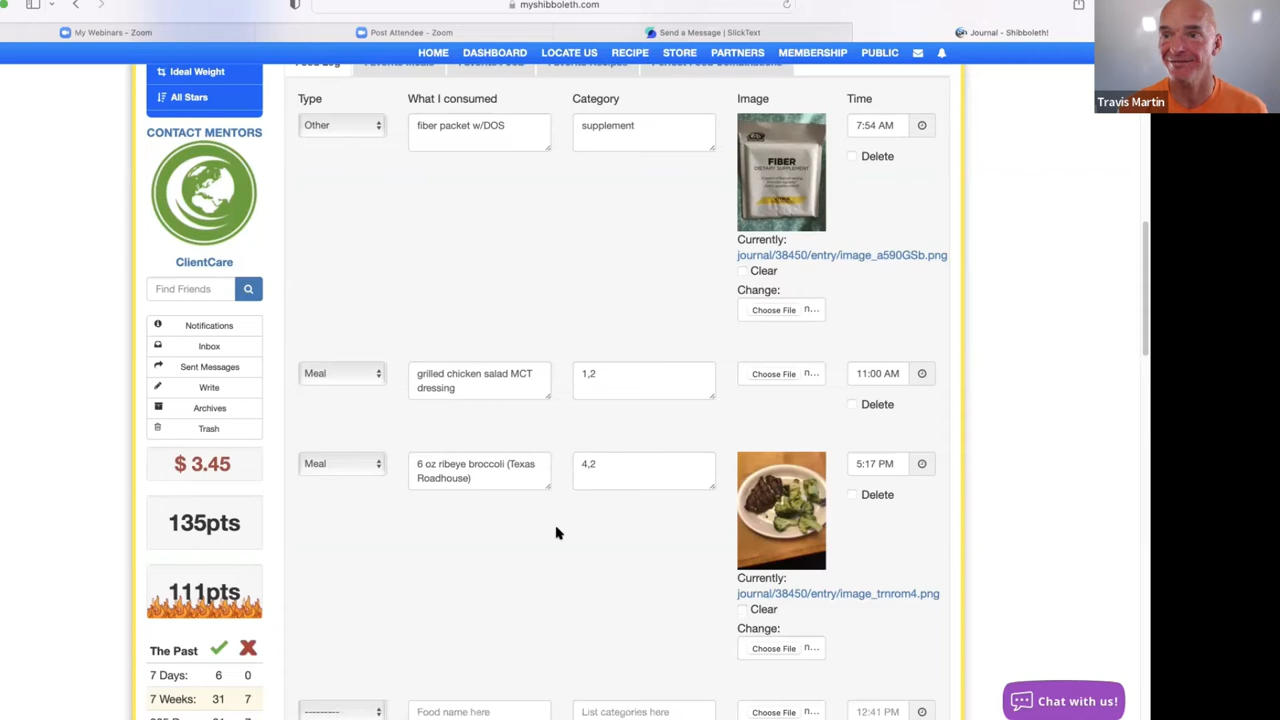 myshibboleth.com
My Webinars - Zoom
Post Attendee - Zoom
Send a Message | SlickText
Journal - Shibboleth!
HOME DASHBOARD LOCATE US RECIPE STORE PARTNERS MEMBERSHIP PUBLIC
Travis Martin
Ideal Weight
All Stars
CONTACT MENTORS
ClientCare
Find Friends
Notifications
Inbox
Sent Messages
Write
Archives
Trash
$ 3.45
135pts
111pts
The Past
7 Days: 6 0
7 Weeks: 31 7
Type What I consumed Category Image Time
Other
fiber packet w/DOS
supplement
FIBER
DIETARY SUPPLEMENT
7:54 AM
Delete
Currently:
journal/38450/entry/image_a590GSb.png
Clear
Change:
Choose File n...
Meal
grilled chicken salad MCT
dressing
1,2
Choose File n...
11:00 AM
Delete
Meal
6 oz ribeye broccoli (Texas
Roadhouse)
4,2
5:17 PM
Delete
Currently:
journal/38450/entry/image_trnrom4.png
Clear
Change:
Choose File n...
---------
Food name here
List categories here
Choose File n...
12:41 PM
Chat with us!